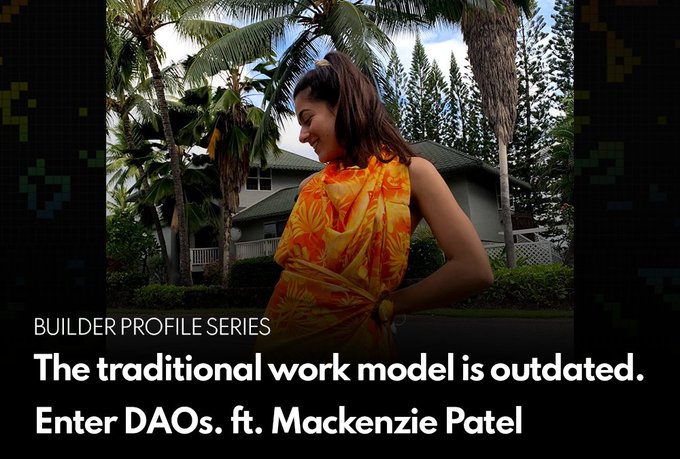 BUILDER PROFILE SERIES
The traditional work model is outdated.
Enter DAOs. ft. Mackenzie Patel